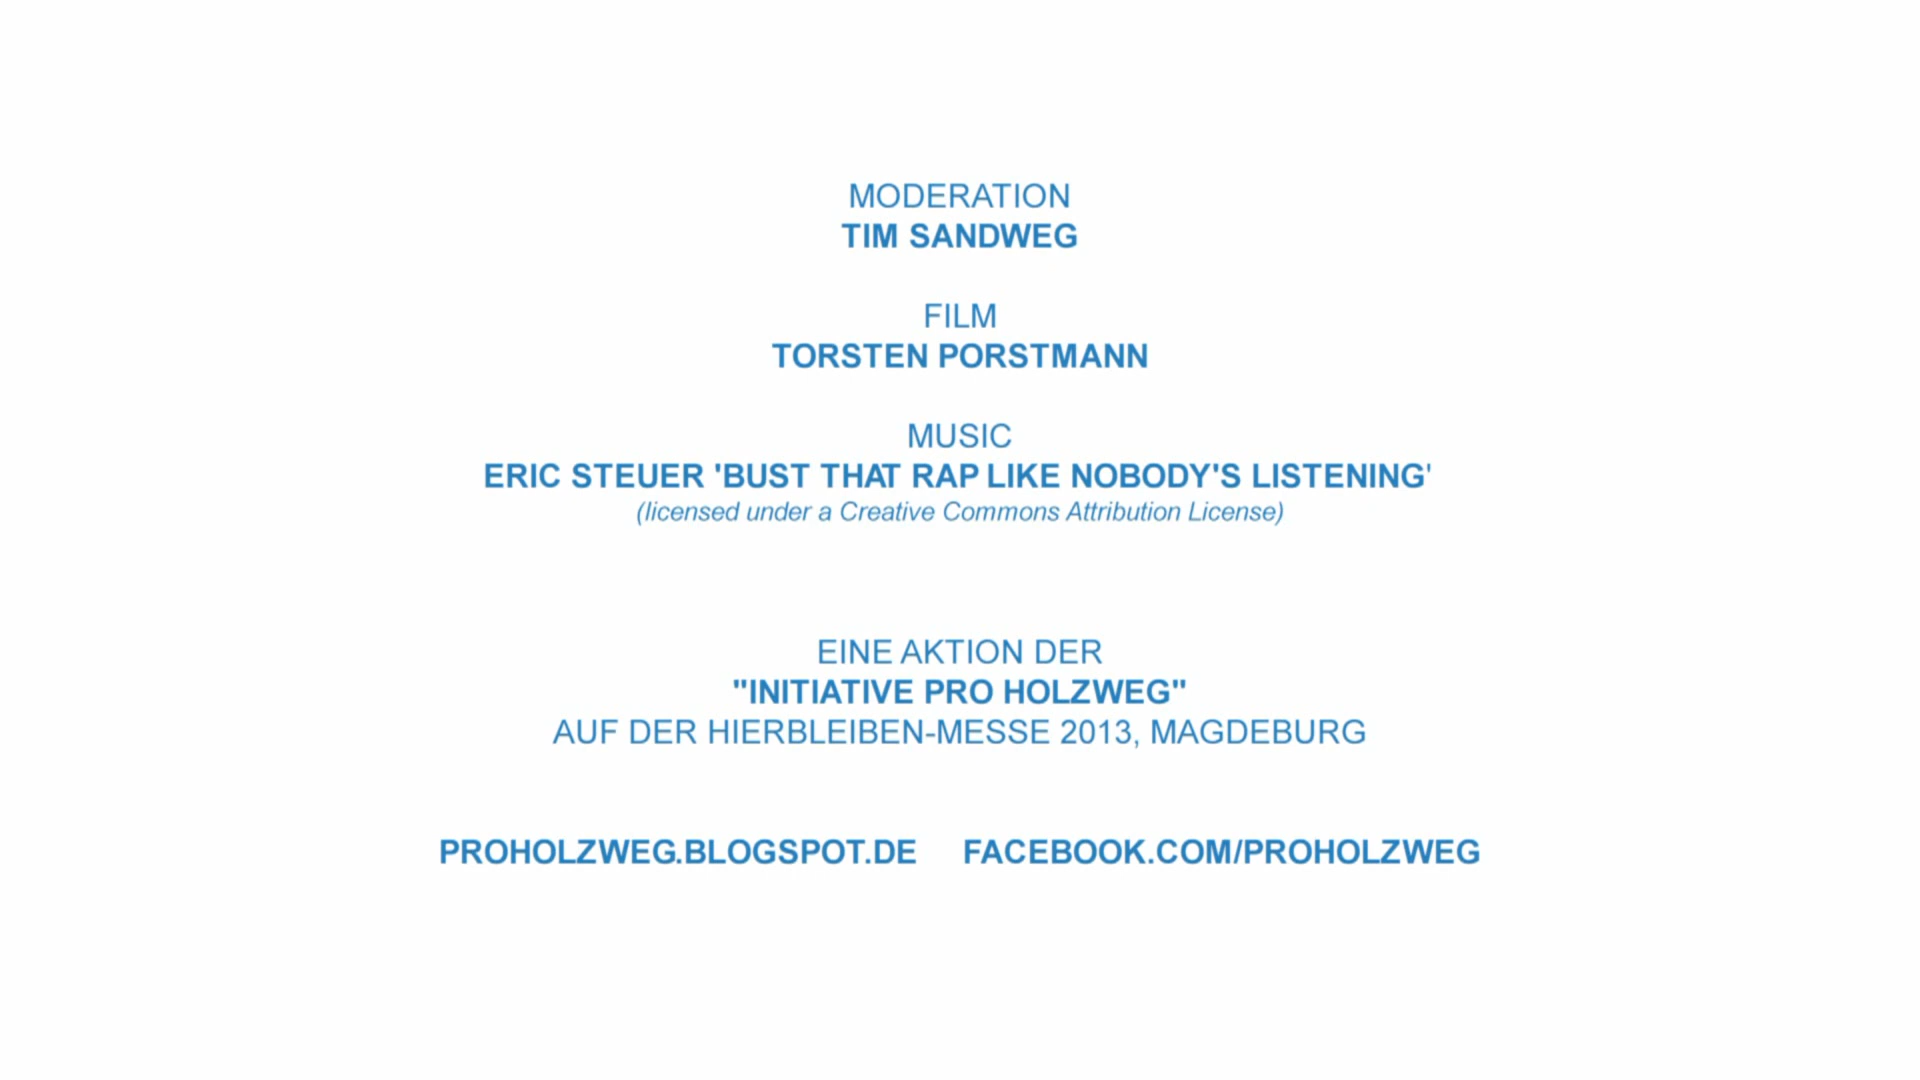 MODERATION
TIM SANDWEG
FILM
TORSTEN PORSTMANN
MUSIC
ERIC STEUER 'BUST THAT RAP LIKE NOBODY'S LISTENING'
(licensed under a Creative Commons Attribution License)
EINE AKTION DER
"INITIATIVE PRO HOLZWEG"
AUF DER HIERBLEIBEN-MESSE 2013, MAGDEBURG
PROHOLZWEG.BLOGSPOT.DE FACEBOOK.COM/PROHOLZWEG